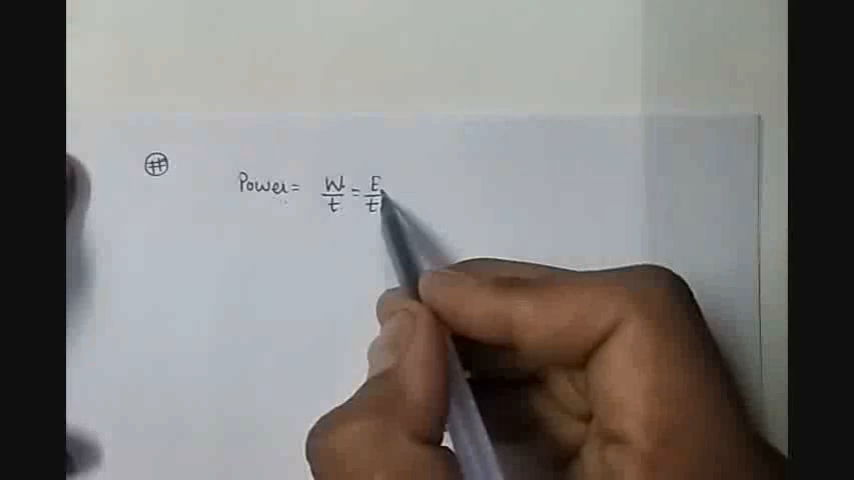 # Power = W/t = E/t